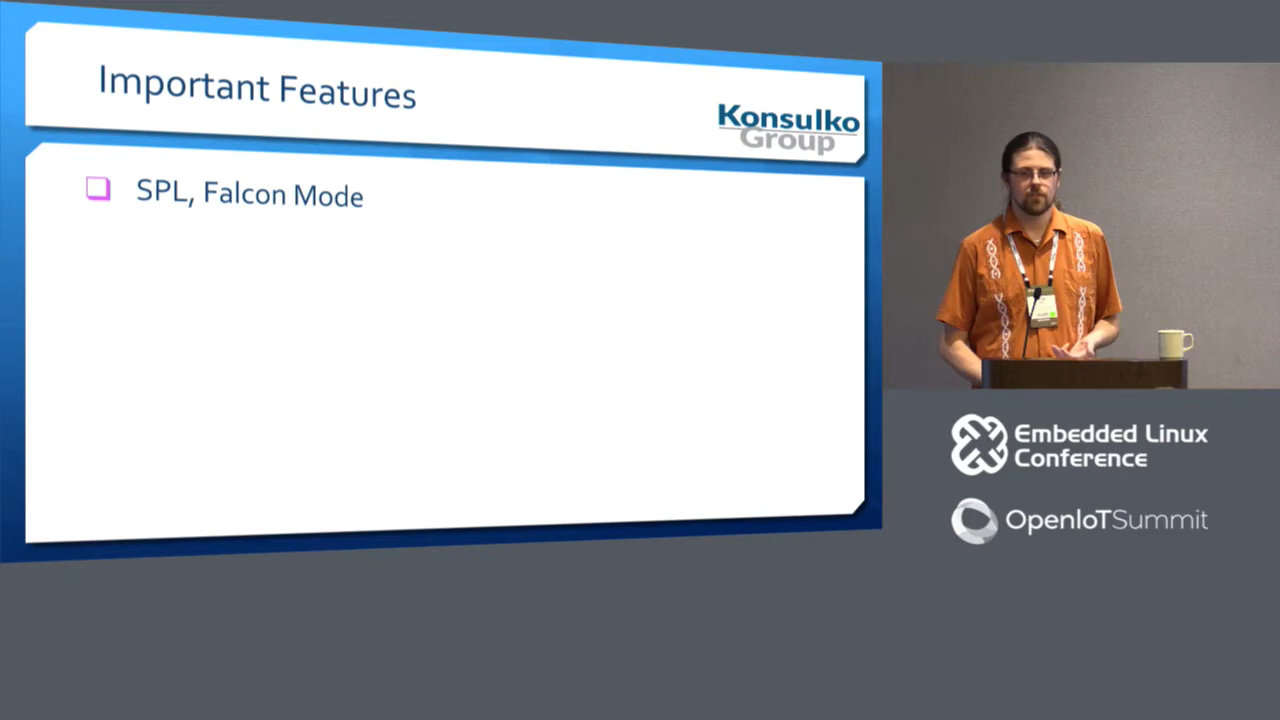 Important Features
Konsulko
Group
SPL, Falcon Mode
Embedded Linux
Conference
OpenIoTSummit